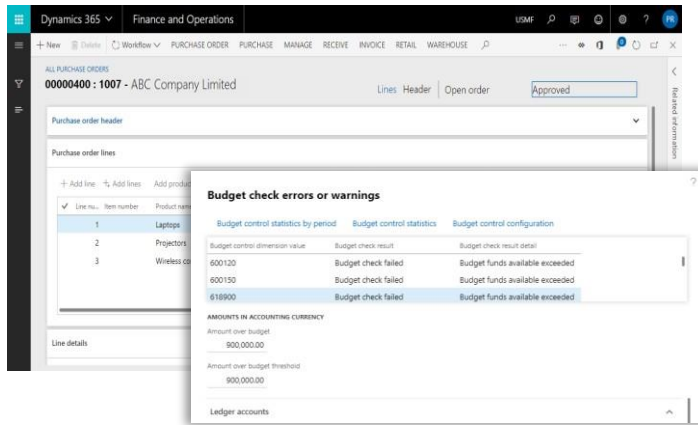 Dynamics 365 Finance and Operations USMF ? PR
+ New Delete Workflow PURCHASE ORDER PURCHASE MANAGE RECEIVE INVOICE RETAIL WAREHOUSE ... 0
ALL PURCHASE ORDERS
00000400 : 1007 - ABC Company Limited
Lines Header Open order Approved
Related information
Purchase order header
Purchase order lines
+ Add line Add lines Add produc
Line nu... Item number Product name
1 Laptops
2 Projectors
3 Wireless co
Line details
?
Budget check errors or warnings
Budget control statistics by period Budget control statistics Budget control configuration
Budget control dimension value Budget check result Budget check result detail
600120 Budget check failed Budget funds available exceeded
600150 Budget check failed Budget funds available exceeded
618900 Budget check failed Budget funds available exceeded
AMOUNTS IN ACCOUNTING CURRENCY
Amount over budget
900,000.00
Amount over budget threshold
900,000.00
Ledger accounts